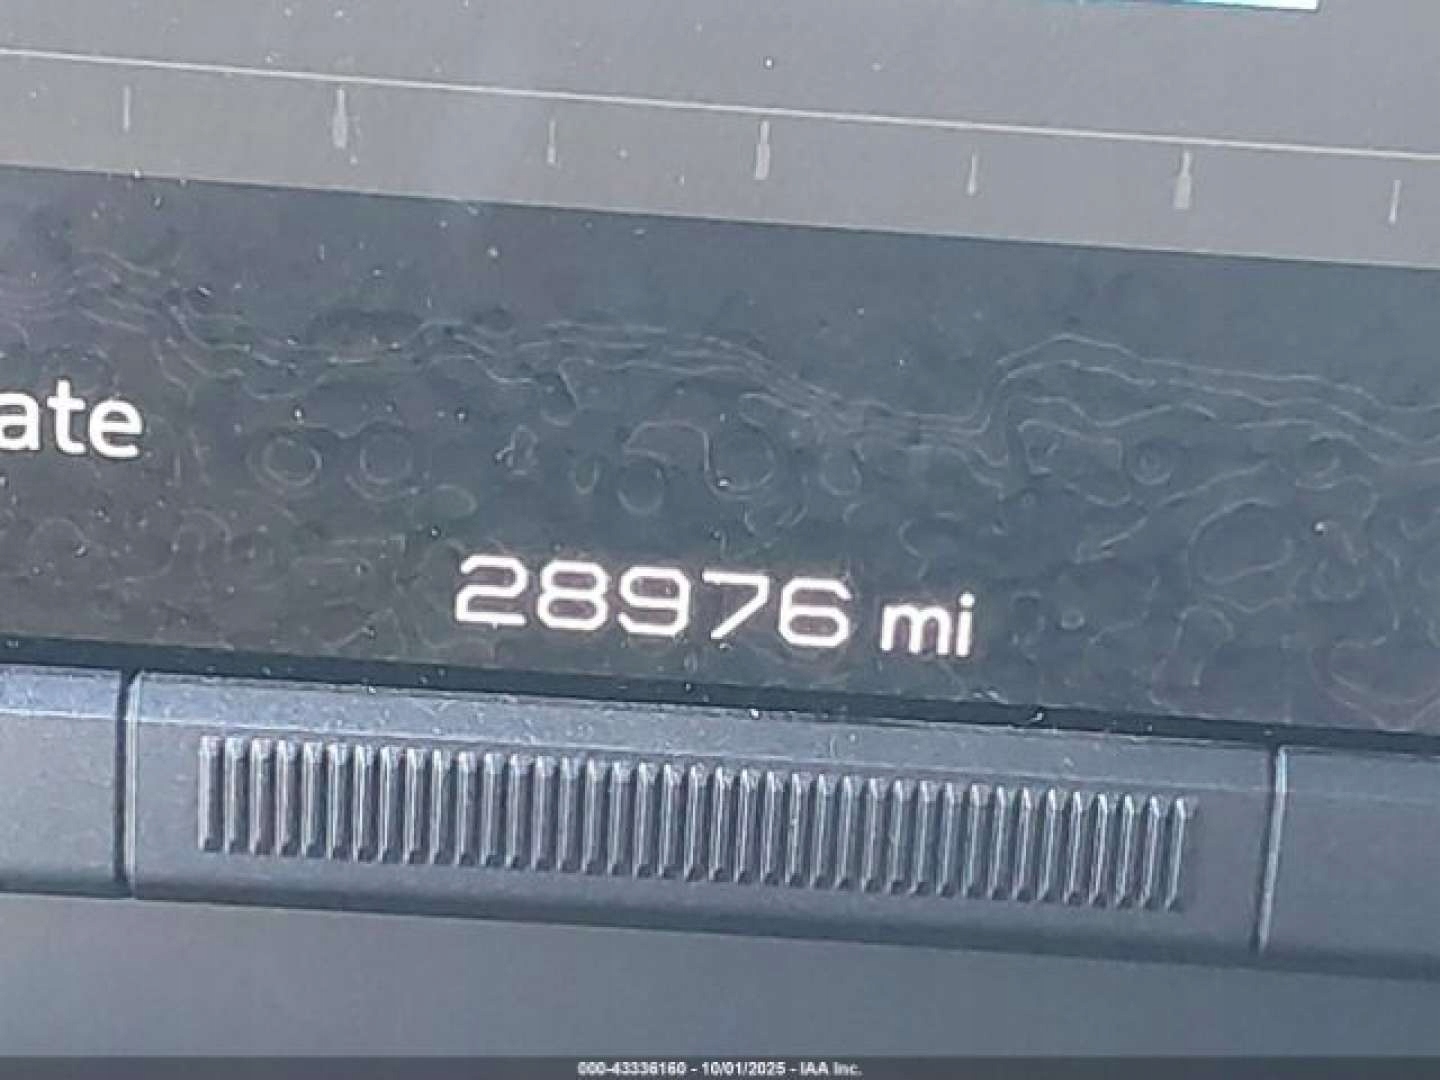 ate
28976 mi
000-43336160 - 10/01/2025 - IAA Inc.